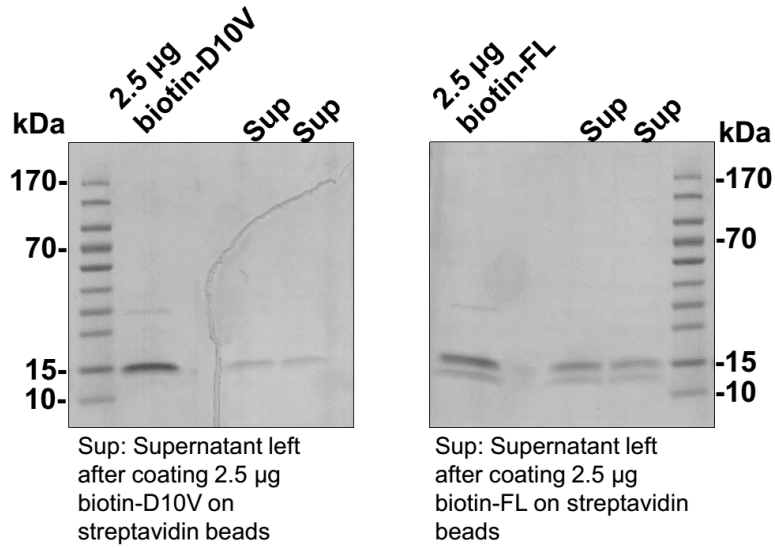 2.5 µg
biotin-D10V
Sup
Sup
kDa
170-
70-
15-
10-
Sup: Supernatant left
after coating 2.5 µg
biotin-D10V on
streptavidin beads
2.5 µg
biotin-FL
Sup
Sup
kDa
-170
-70
-15
-10
Sup: Supernatant left
after coating 2.5 µg
biotin-FL on streptavidin
beads